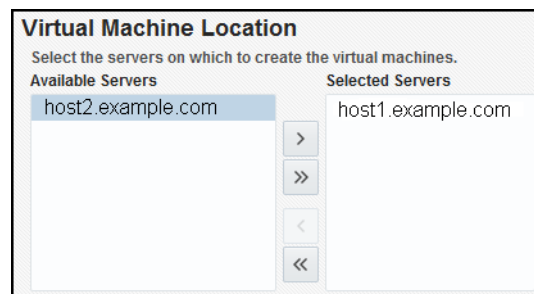 Virtual Machine Location
Select the servers on which to create the virtual machines.
Available Servers
Selected Servers
host2.example.com
host1.example.com
>
»
<
«